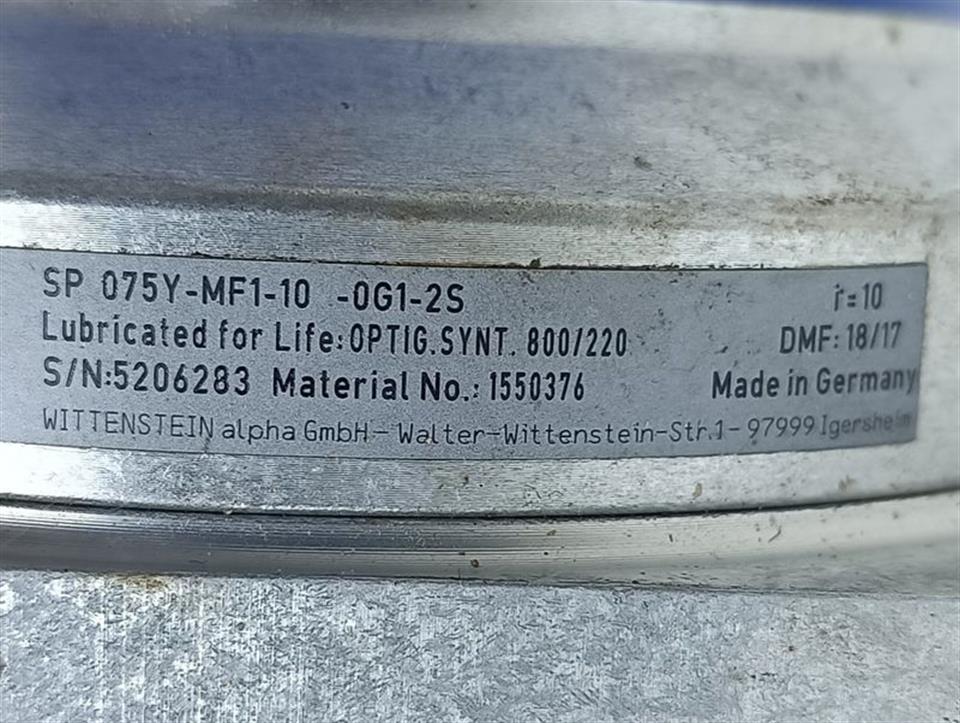 SP 075Y-MF1-10 -0G1-2S i=10
Lubricated for Life:OPTIG.SYNT. 800/220 DMF: 18/17
S/N:5206283 Material No.: 1550376 Made in Germany
WITTENSTEIN alpha GmbH - Walter-Wittenstein-Str.1 - 97999 Igersheim